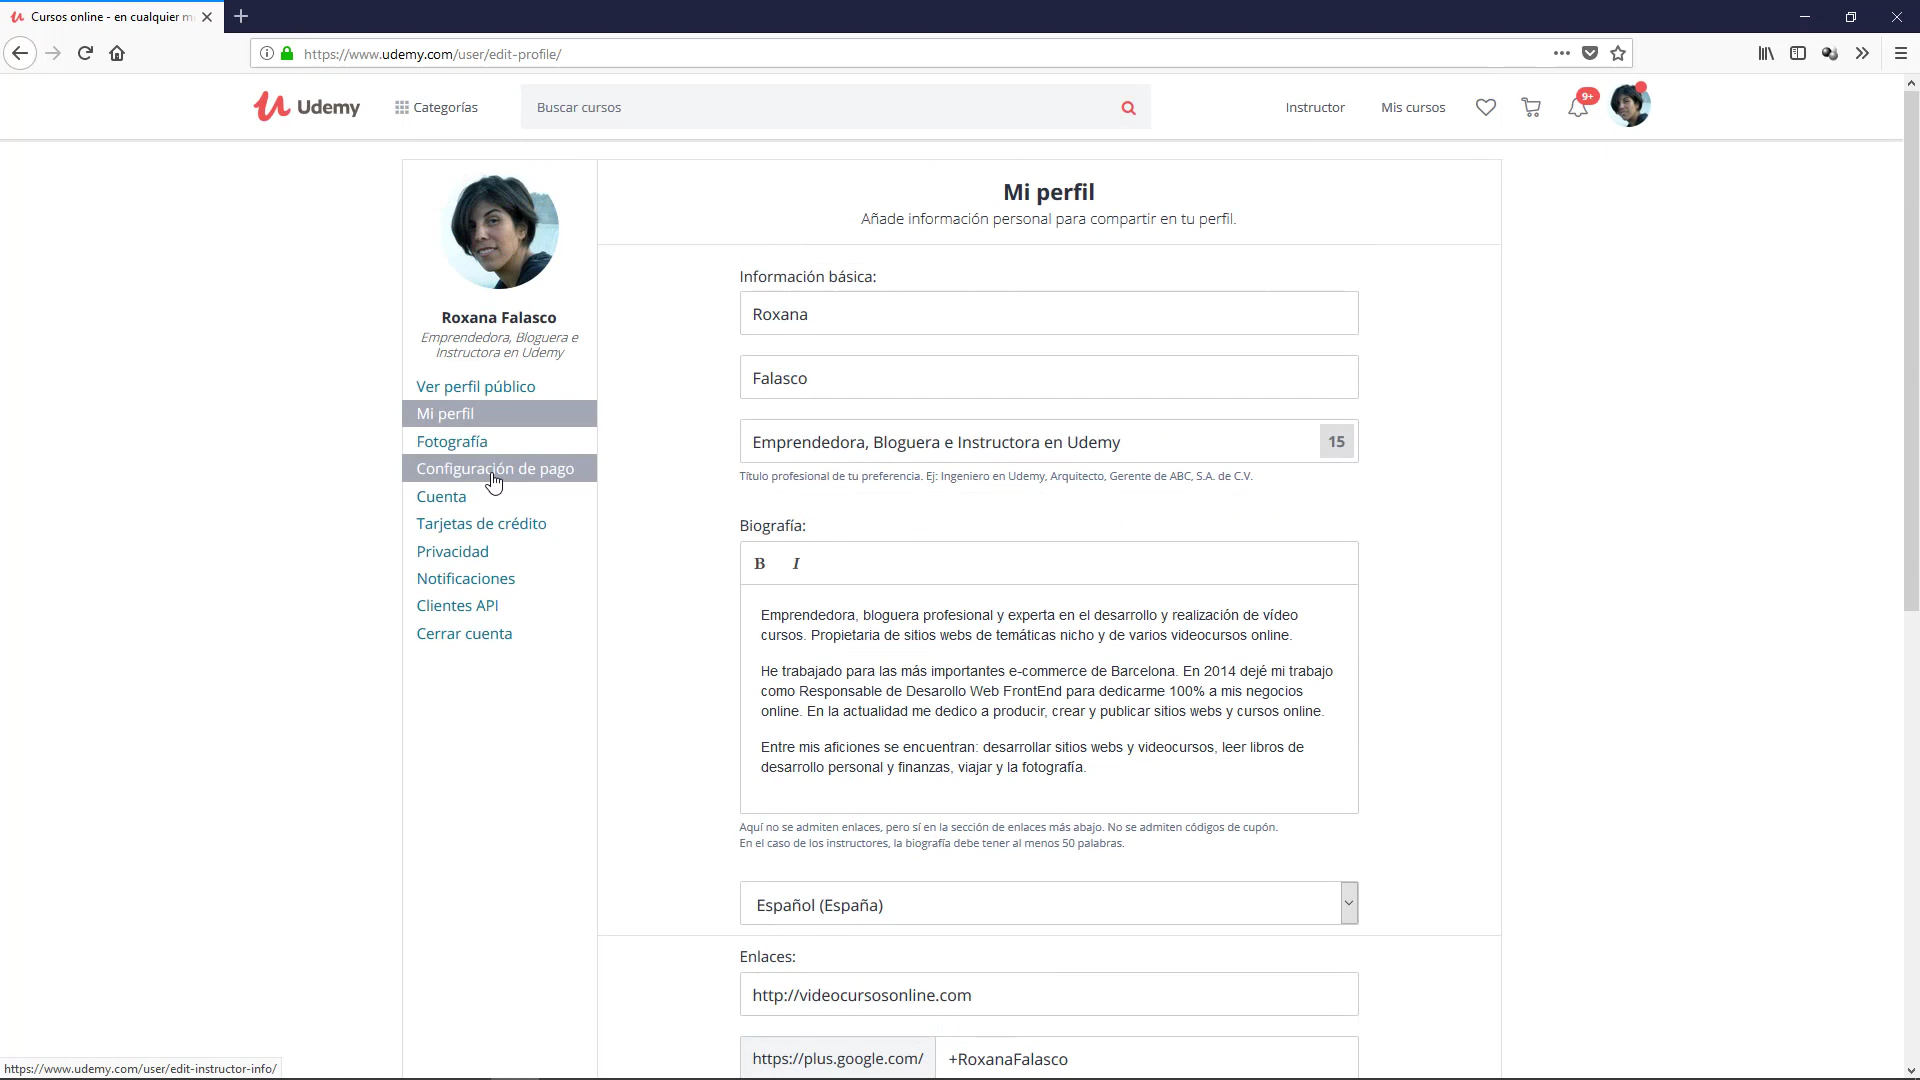 Cursos online - en cualquier m
https://www.udemy.com/user/edit-profile/
Udemy
Categorías
Buscar cursos
Instructor
Mis cursos
9+
Roxana Falasco
Emprendedora, Bloguera e
Instructora en Udemy
Ver perfil público
Mi perfil
Fotografía
Configuración de pago
Cuenta
Tarjetas de crédito
Privacidad
Notificaciones
Clientes API
Cerrar cuenta
Mi perfil
Añade información personal para compartir en tu perfil.
Información básica:
Roxana
Falasco
Emprendedora, Bloguera e Instructora en Udemy
15
Título profesional de tu preferencia. Ej: Ingeniero en Udemy, Arquitecto, Gerente de ABC, S.A. de C.V.
Biografía:
B I
Emprendedora, bloguera profesional y experta en el desarrollo y realización de vídeo
cursos. Propietaria de sitios webs de temáticas nicho y de varios videocursos online.
He trabajado para las más importantes e-commerce de Barcelona. En 2014 dejé mi trabajo
como Responsable de Desarollo Web FrontEnd para dedicarme 100% a mis negocios
online. En la actualidad me dedico a producir, crear y publicar sitios webs y cursos online.
Entre mis aficiones se encuentran: desarrollar sitios webs y videocursos, leer libros de
desarrollo personal y finanzas, viajar y la fotografía.
Aquí no se admiten enlaces, pero sí en la sección de enlaces más abajo. No se admiten códigos de cupón.
En el caso de los instructores, la biografía debe tener al menos 50 palabras.
Español (España)
Enlaces:
http://videocursosonline.com
https://plus.google.com/
+RoxanaFalasco
https://www.udemy.com/user/edit-instructor-info/